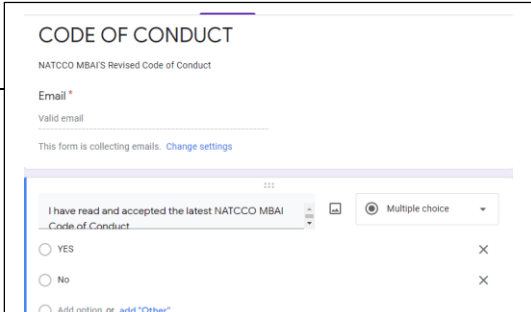 CODE OF CONDUCT
NATCCO MBAI'S Revised Code of Conduct
Email *
Valid email
This form is collecting emails. Change settings
I have read and accepted the latest NATCCO MBAI
Code of Conduct
Multiple choice
YES
No
Add option or add "Other"